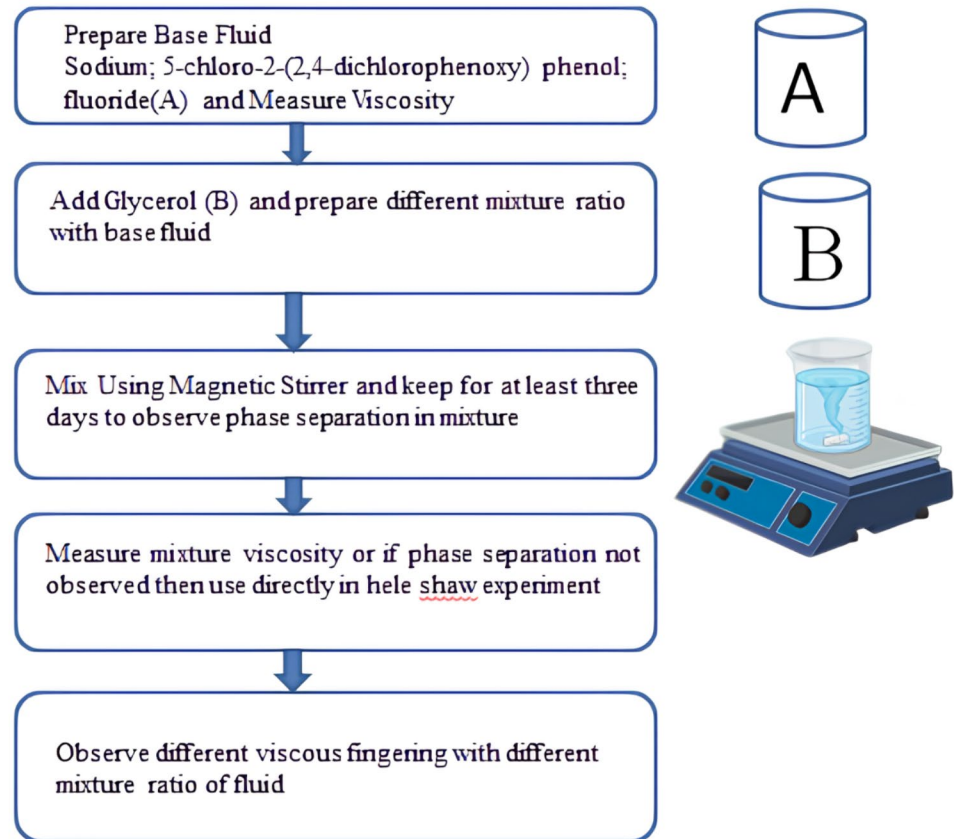 Prepare Base Fluid
Sodium; 5-chloro-2-(2,4-dichlorophenoxy) phenol;
fluoride(A) and Measure Viscosity
A
Add Glycerol (B) and prepare different mixture ratio
with base fluid
B
Mix Using Magnetic Stirrer and keep for at least three
days to observe phase separation in mixture
Measure mixture viscosity or if phase separation not
observed then use directly in hele shaw experiment
Observe different viscous fingering with different
mixture ratio of fluid